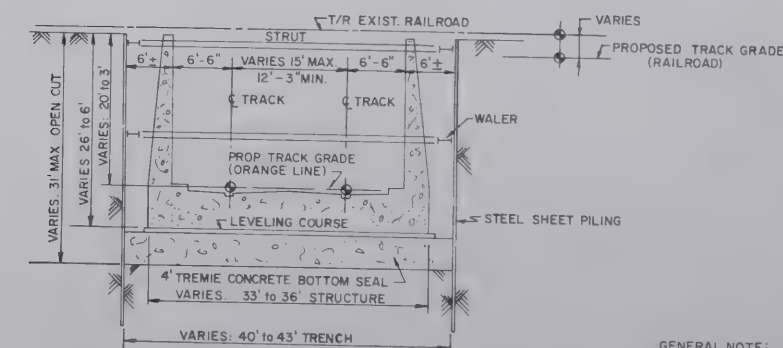 T/R EXIST. RAILROAD
STRUT
VARIES
PROPOSED TRACK GRADE
(RAILROAD)
6'±
6'-6"
VARIES 15' MAX.
12'-3" MIN.
6'-6"
6'±
℄ TRACK
℄ TRACK
WALER
VARIES: 31' MAX OPEN CUT
VARIES 26' to 6'
VARIES: 20' to 3'
PROP TRACK GRADE
(ORANGE LINE)
LEVELING COURSE
STEEL SHEET PILING
4' TREMIE CONCRETE BOTTOM SEAL
VARIES. 33' to 36' STRUCTURE
VARIES: 40' to 43' TRENCH
GENERAL NOTE: